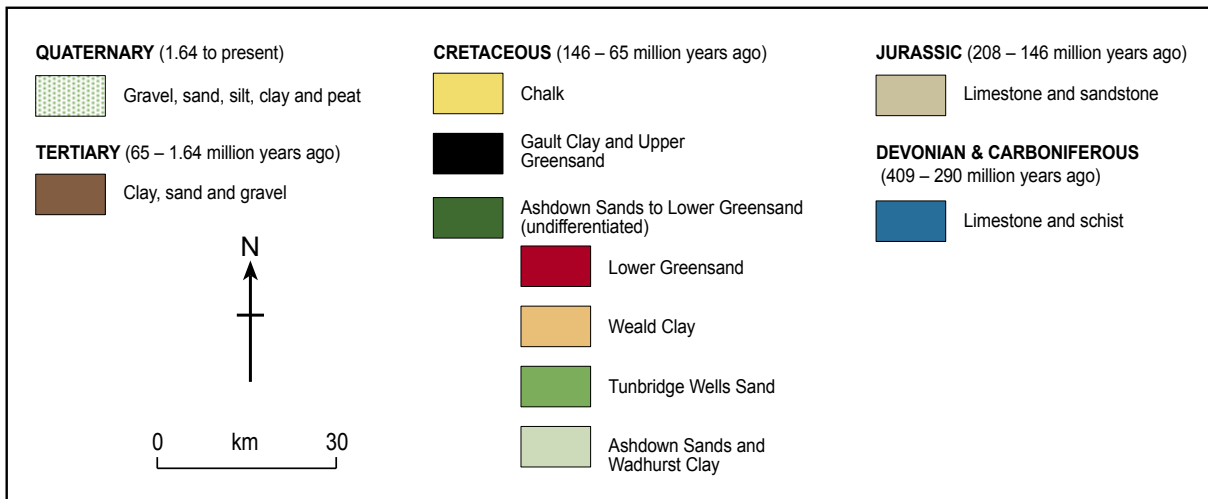 QUATERNARY (1.64 to present)
Gravel, sand, silt, clay and peat
TERTIARY (65 – 1.64 million years ago)
Clay, sand and gravel
N
0 km 30
CRETACEOUS (146 – 65 million years ago)
Chalk
Gault Clay and Upper
Greensand
Ashdown Sands to Lower Greensand
(undifferentiated)
Lower Greensand
Weald Clay
Tunbridge Wells Sand
Ashdown Sands and
Wadhurst Clay
JURASSIC (208 – 146 million years ago)
Limestone and sandstone
DEVONIAN & CARBONIFEROUS
(409 – 290 million years ago)
Limestone and schist